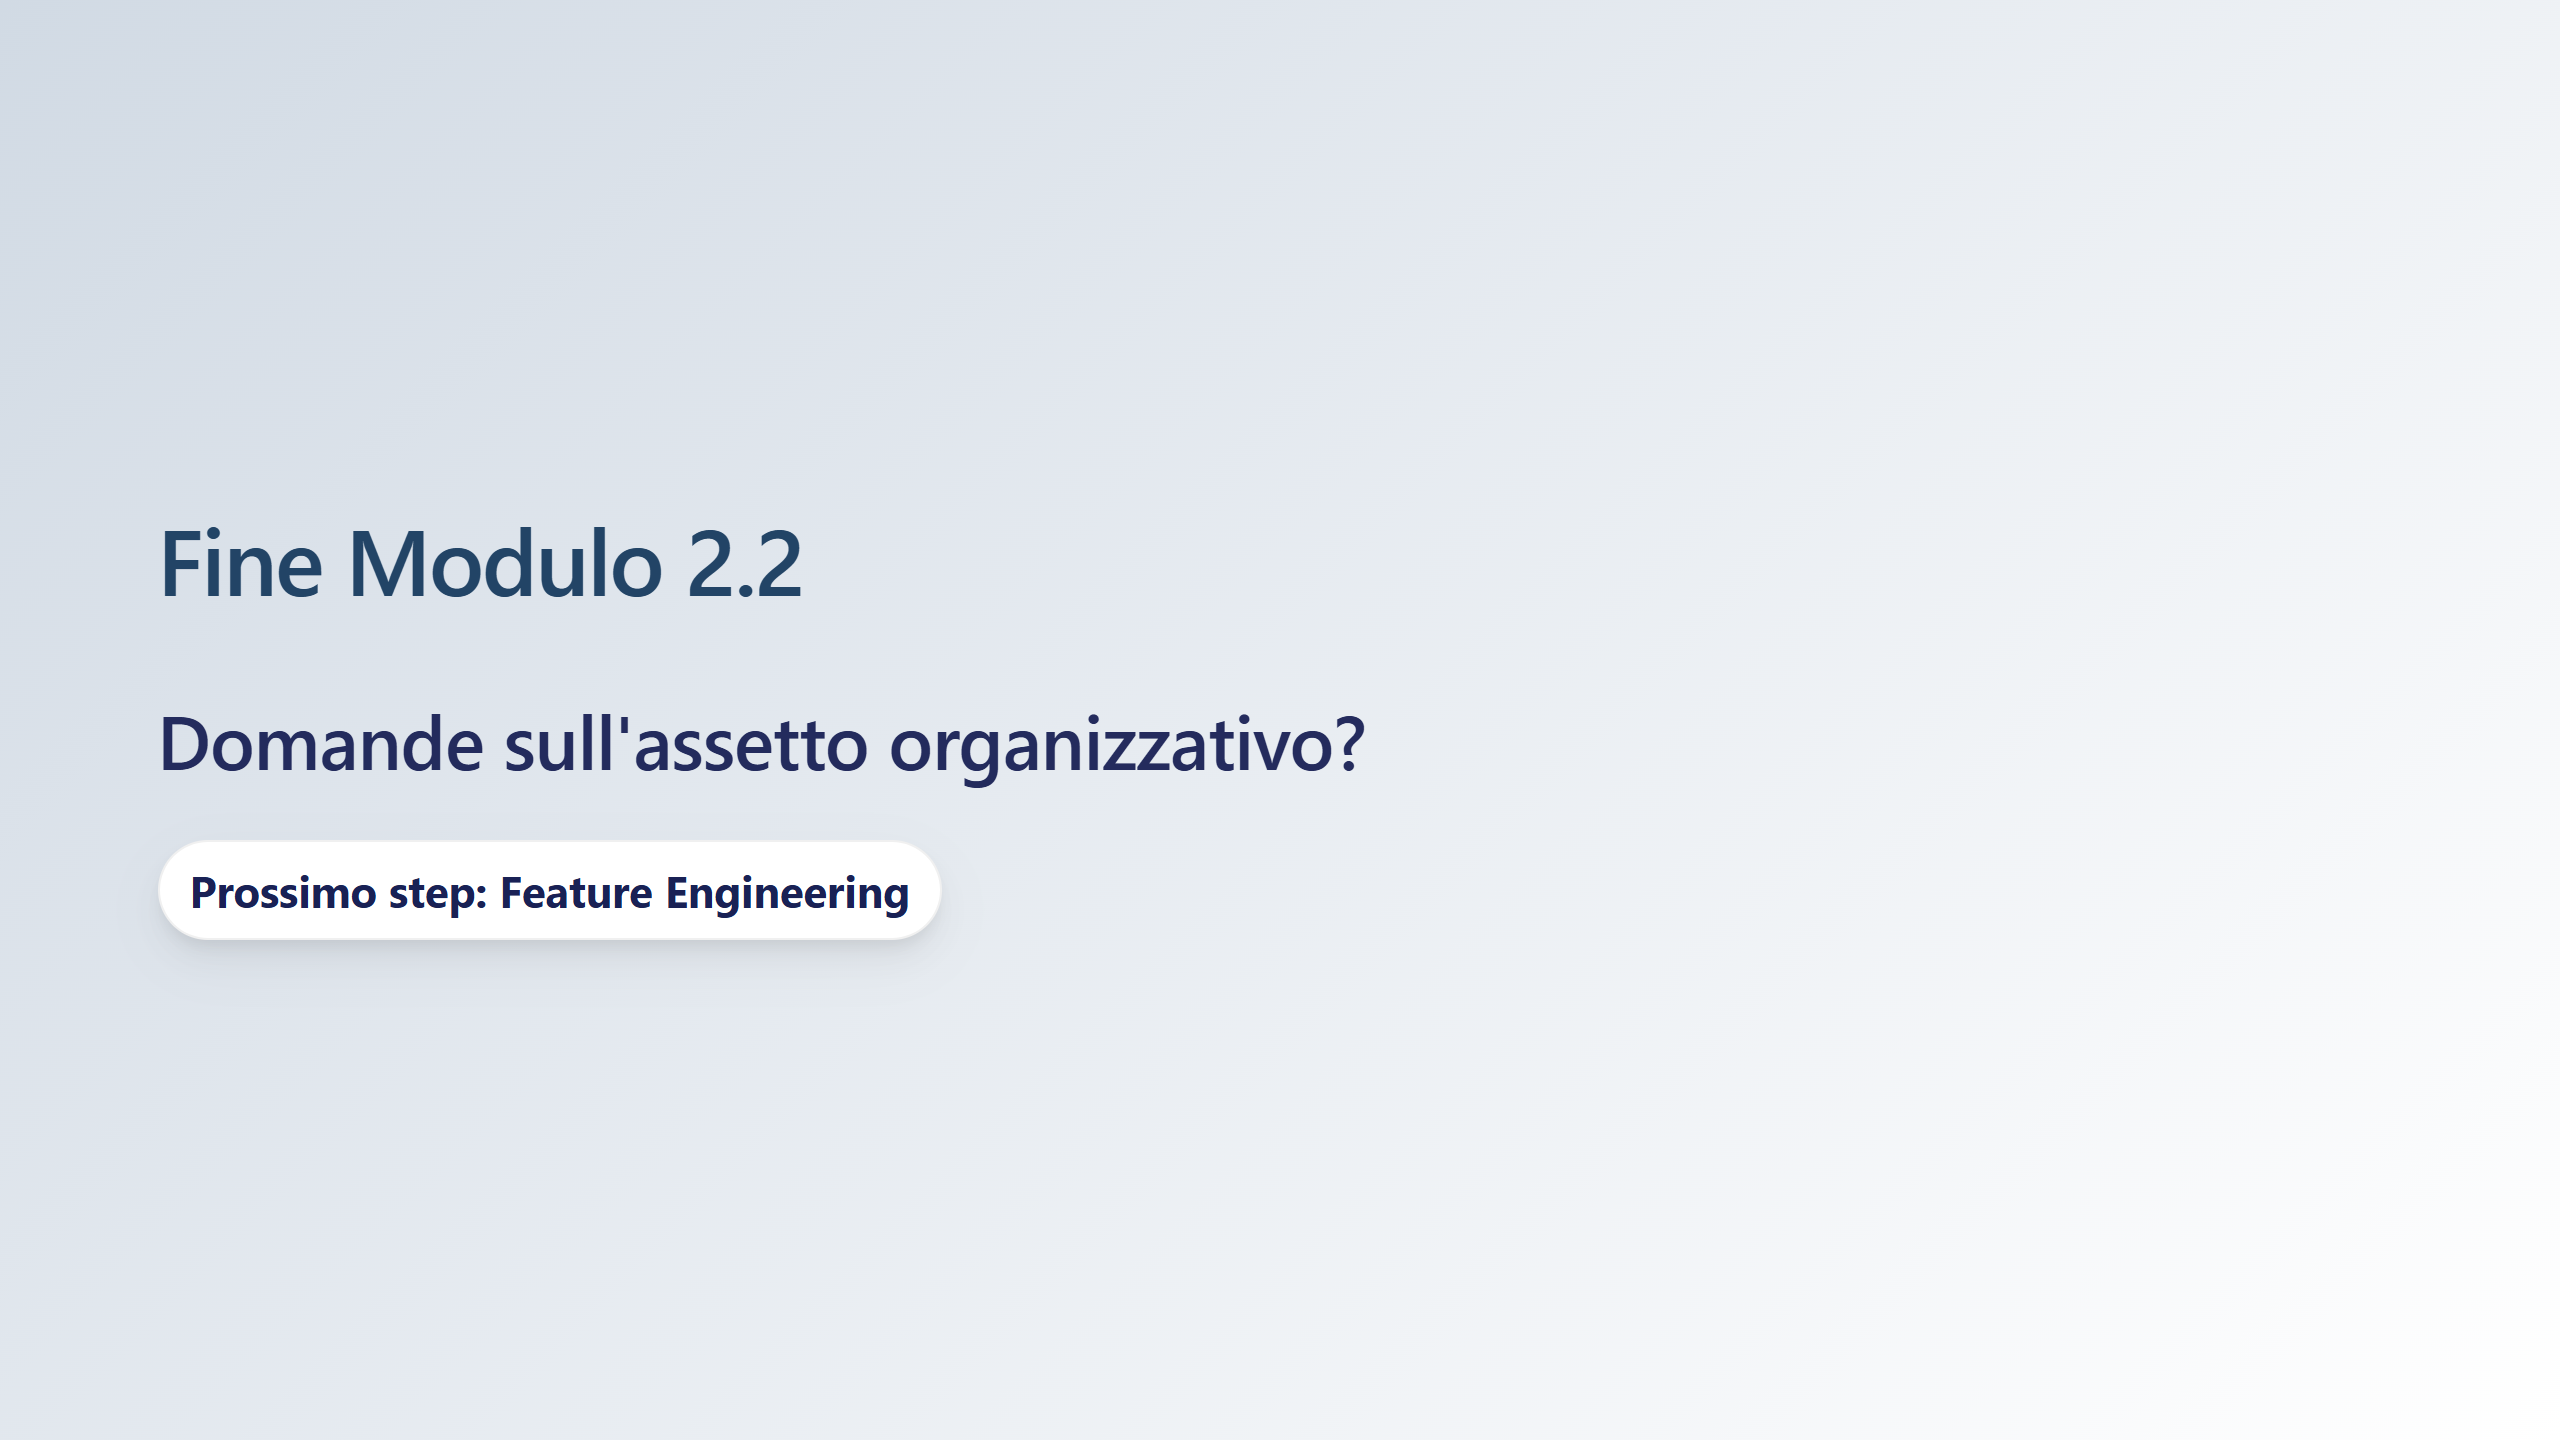 Fine Modulo 2.2
Domande sull'assetto organizzativo?
Prossimo step: Feature Engineering